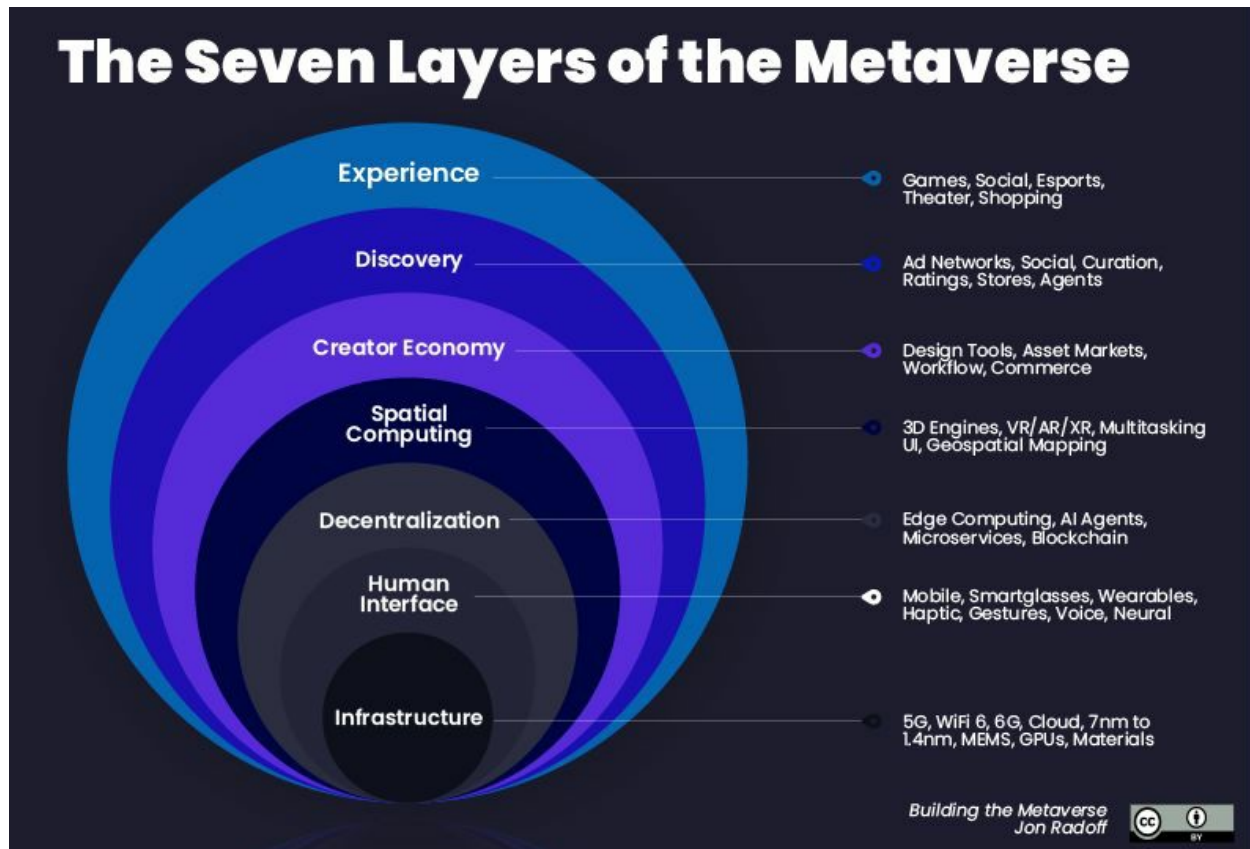 The Seven Layers of the Metaverse
Experience
Games, Social, Esports,
Theater, Shopping
Discovery
Ad Networks, Social, Curation,
Ratings, Stores, Agents
Creator Economy
Design Tools, Asset Markets,
Workflow, Commerce
Spatial
Computing
3D Engines, VR/AR/XR, Multitasking
UI, Geospatial Mapping
Decentralization
Edge Computing, AI Agents,
Microservices, Blockchain
Human
Interface
Mobile, Smartglasses, Wearables,
Haptic, Gestures, Voice, Neural
Infrastructure
5G, WiFi 6, 6G, Cloud, 7nm to
1.4nm, MEMS, GPUs, Materials
Building the Metaverse
Jon Radoff
cc
BY